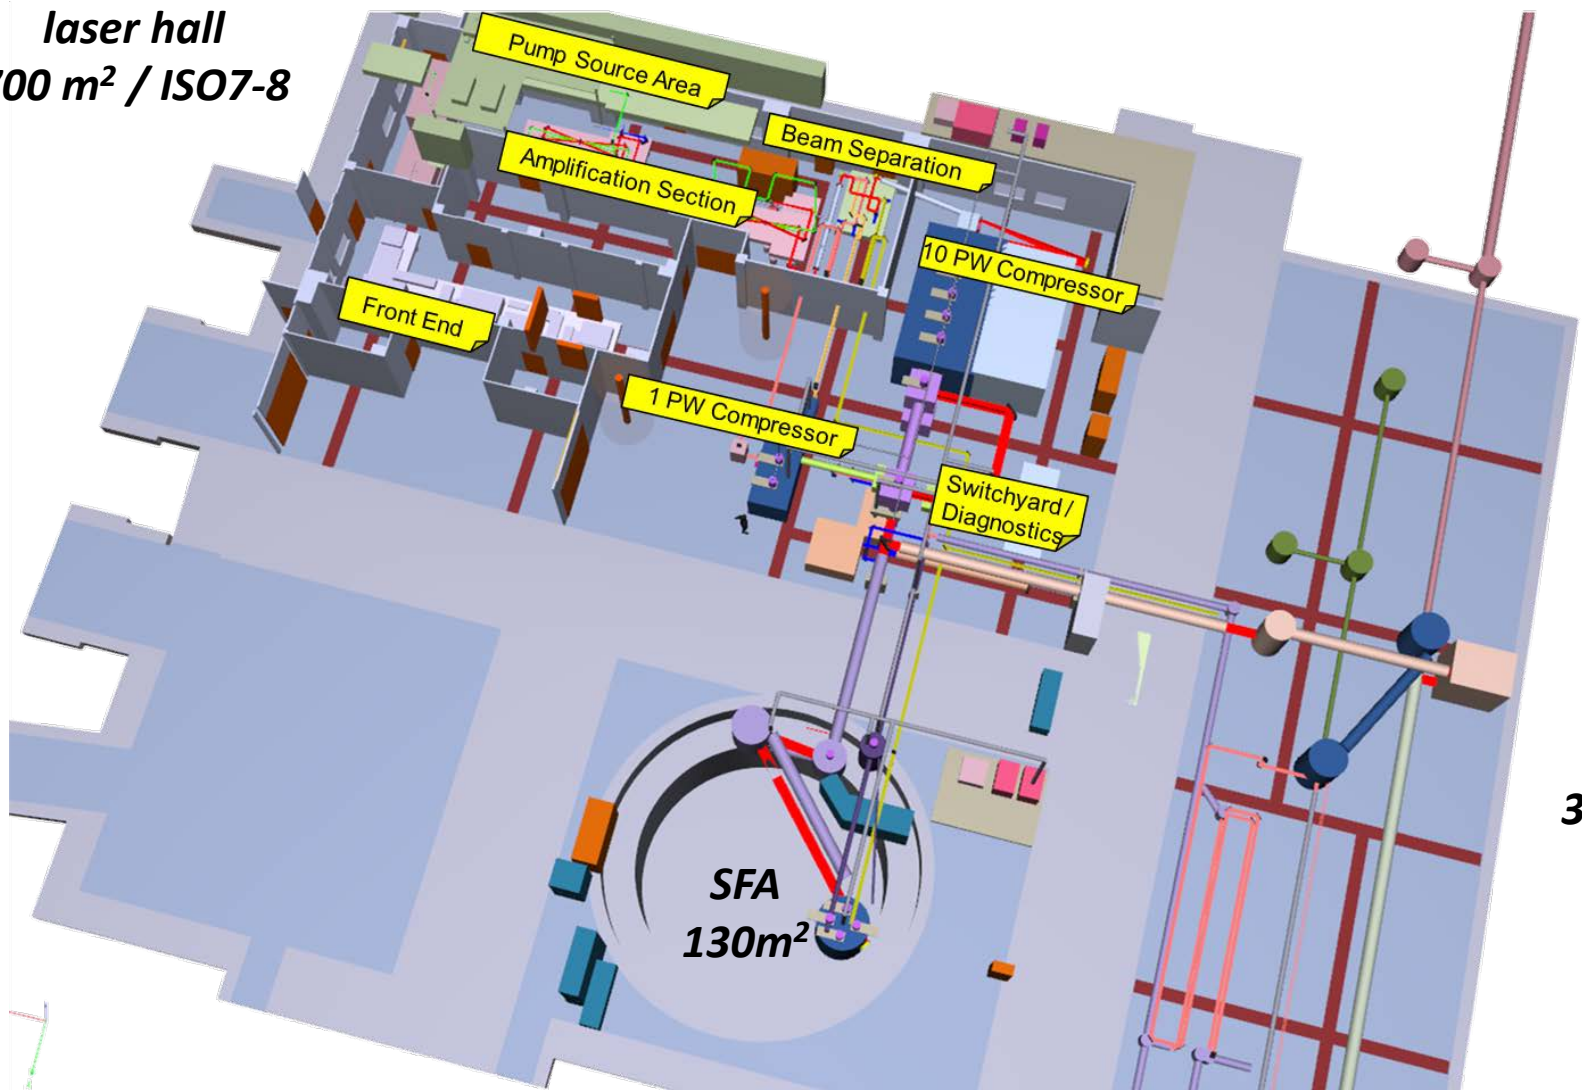 laser hall
00 m² / ISO7-8
Pump Source Area
Beam Separation
Amplification Section
10 PW Compressor
Front End
1 PW Compressor
Switchyard /
Diagnostics
3
SFA
130m²